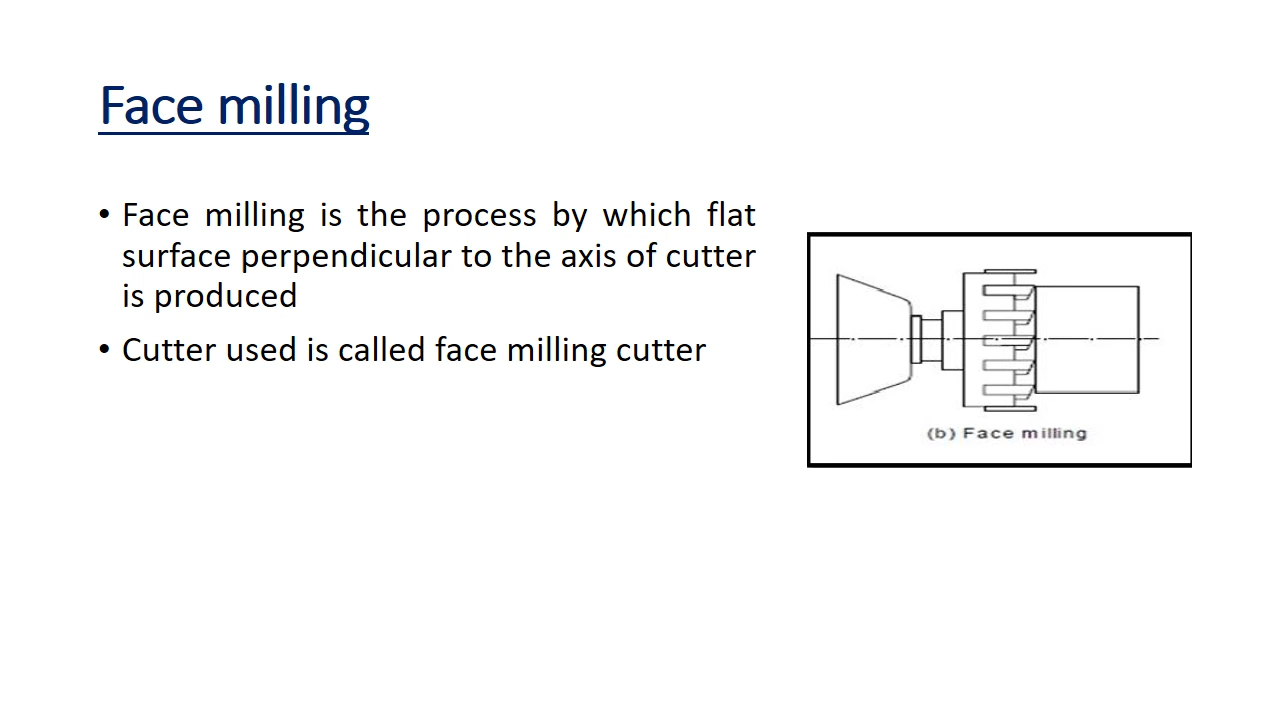 Face milling
• Face milling is the process by which flat
surface perpendicular to the axis of cutter
is produced
• Cutter used is called face milling cutter
(b) Face milling